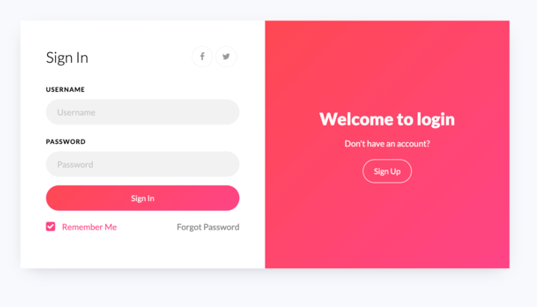 Sign In
USERNAME
Username
PASSWORD
Password
Sign In
Remember Me
Forgot Password
Welcome to login
Don't have an account?
Sign Up